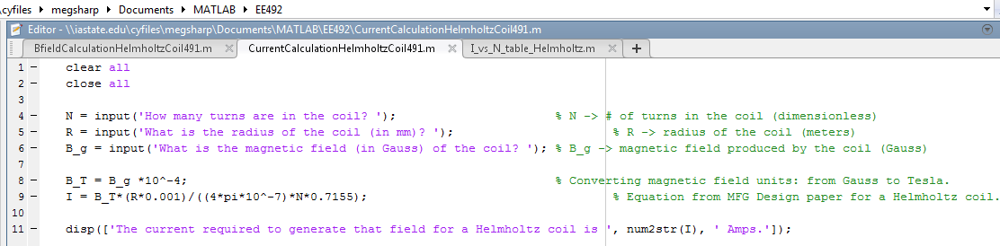 cyfiles ▸ megsharp ▸ Documents ▸ MATLAB ▸ EE492
Editor - \\iastate.edu\cyfiles\megsharp\Documents\MATLAB\EE492\CurrentCalculationHelmholtzCoil491.m
BfieldCalculationHelmholtzCoil491.m × CurrentCalculationHelmholtzCoil491.m × I_vs_N_table_Helmholtz.m × +
1 - clear all
2 - close all
3
4 - N = input('How many turns are in the coil? '); % N -> # of turns in the coil (dimensionless)
5 - R = input('What is the radius of the coil (in mm)? '); % R -> radius of the coil (meters)
6 - B_g = input('What is the magnetic field (in Gauss) of the coil? '); % B_g -> magnetic field produced by the coil (Gauss)
7
8 - B_T = B_g *10^-4; % Converting magnetic field units: from Gauss to Tesla.
9 - I = B_T*(R*0.001)/((4*pi*10^-7)*N*0.7155); % Equation from MFG Design paper for a Helmholtz coil.
10
11 - disp(['The current required to generate that field for a Helmholtz coil is ', num2str(I), ' Amps.']);